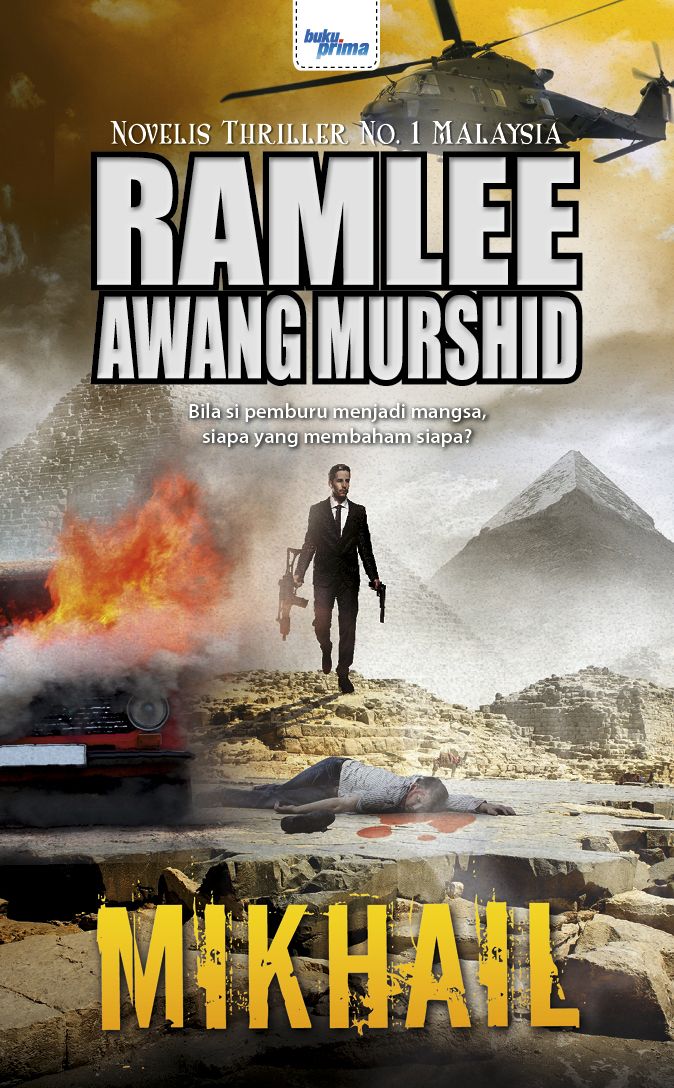 buku
prima
NOVELIS THRILLER NO. 1 MALAYSIA
RAMLEE
AWANG MURSHID
Bila si pemburu menjadi mangsa,
siapa yang membaham siapa?
MIKHAIL